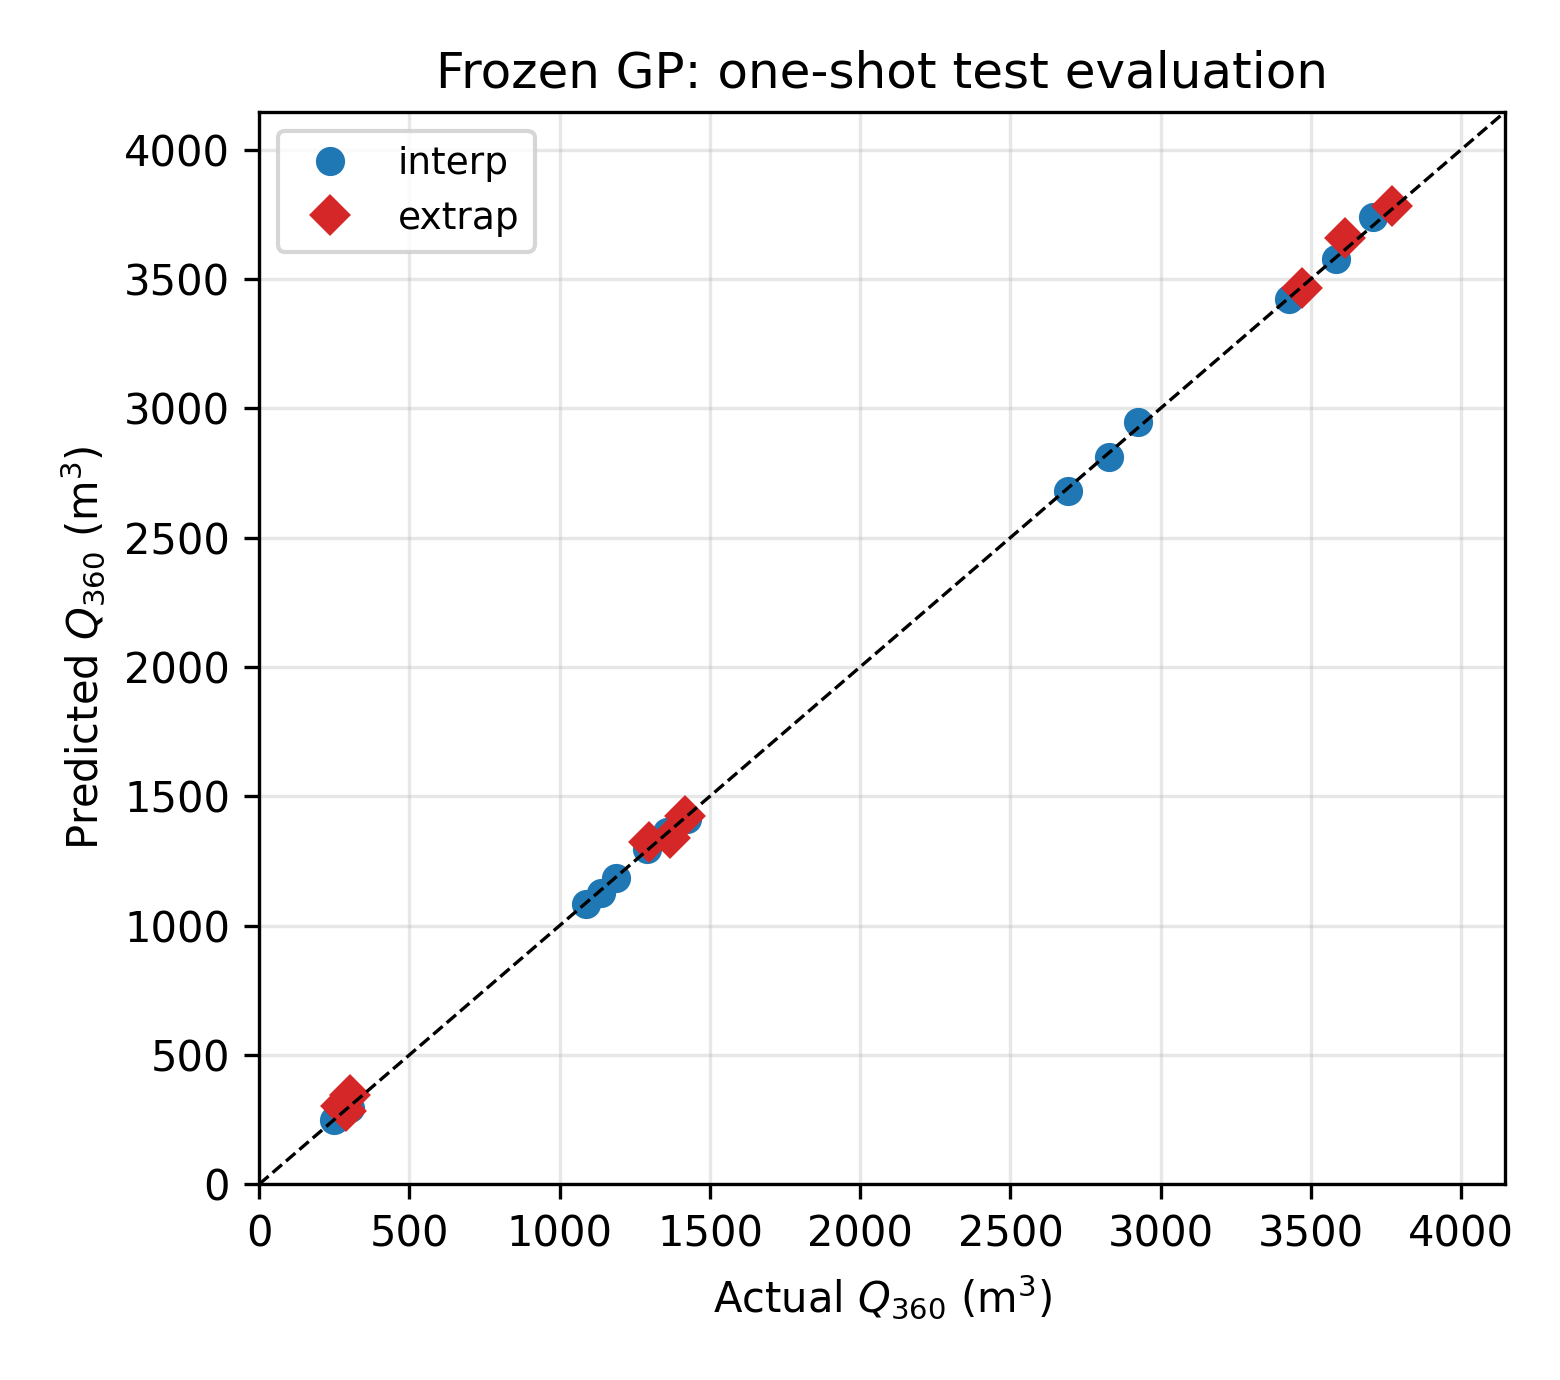 Frozen GP: one-shot test evaluation
interp
extrap
4000
3500
3000
2500
2000
1500
1000
500
0
Predicted Q₃₆₀ (m³)
0 500 1000 1500 2000 2500 3000 3500 4000
Actual Q₃₆₀ (m³)